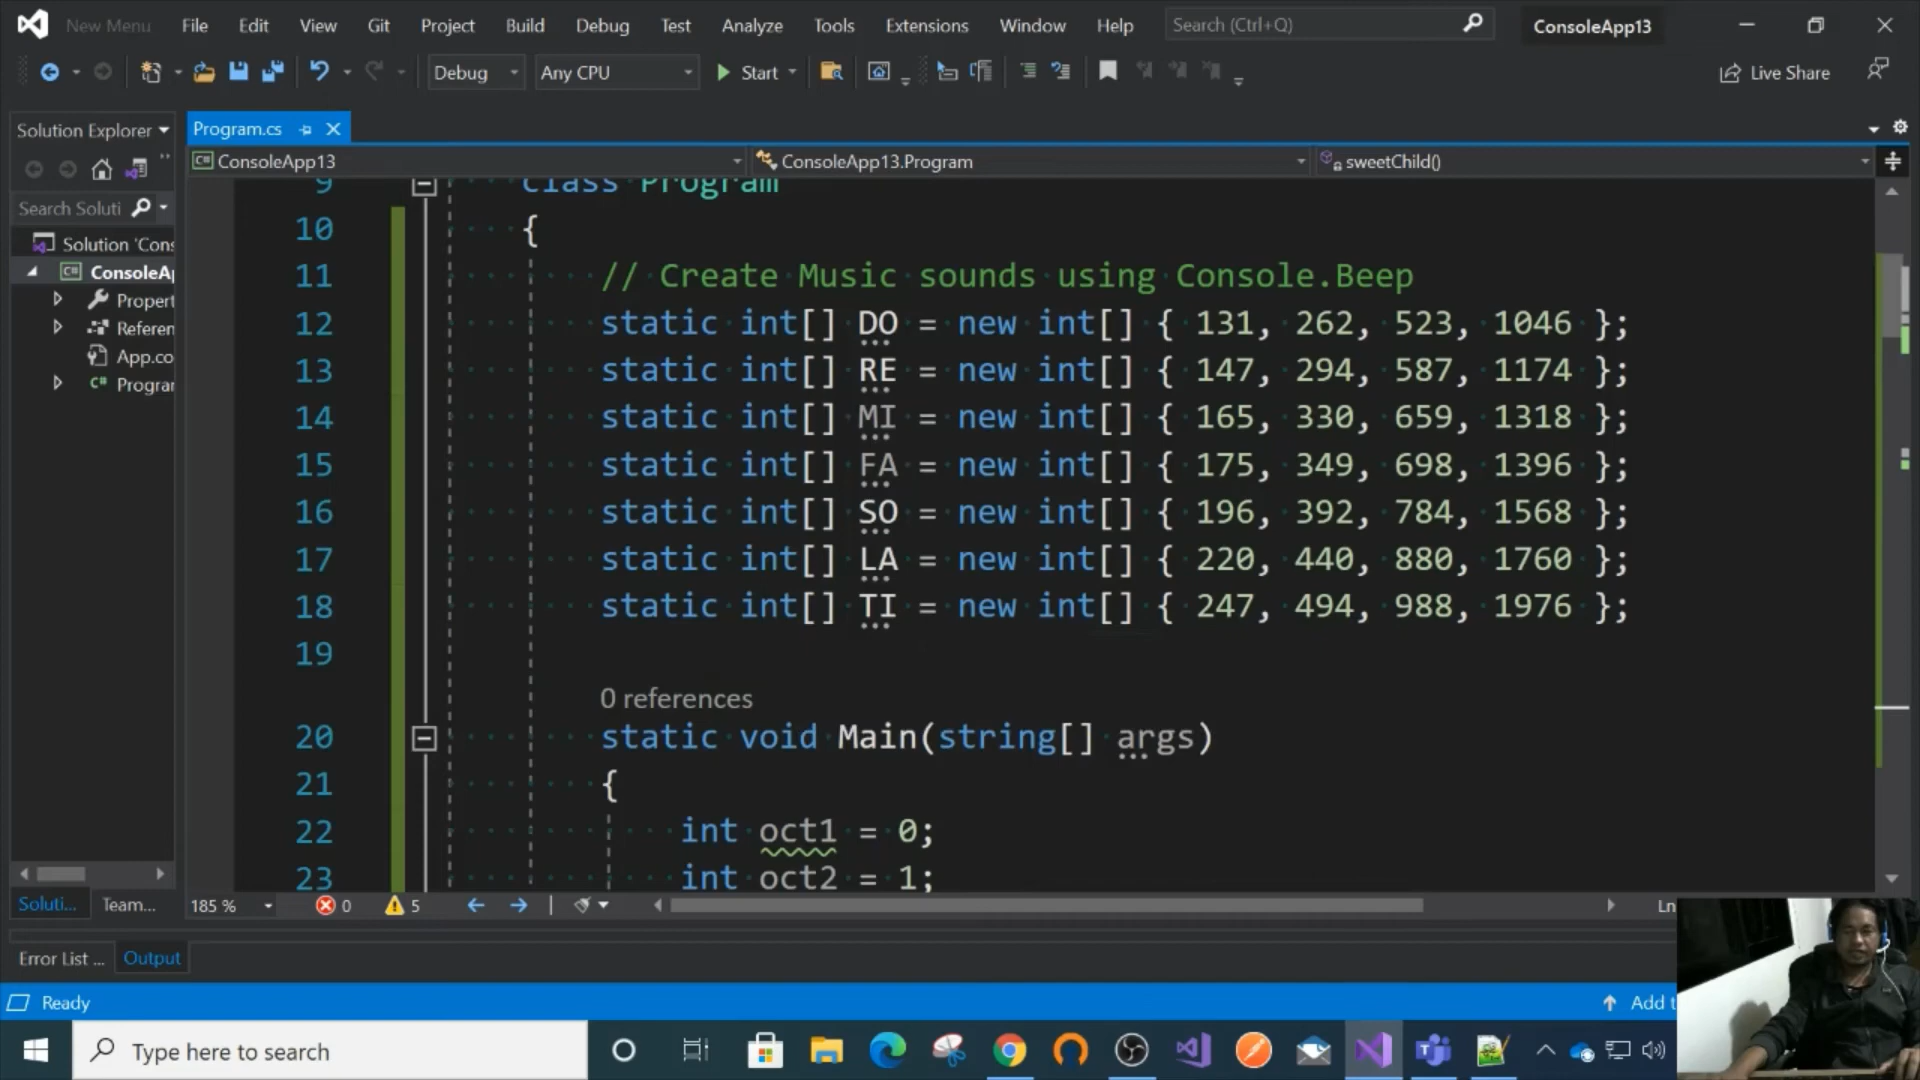 New Menu File Edit View Git Project Build Debug Test Analyze Tools Extensions Window Help Search (Ctrl+Q) ConsoleApp13
Debug Any CPU Start Live Share
Solution Explorer Program.cs
ConsoleApp13 ConsoleApp13.Program sweetChild()
Search Soluti
Solution 'Cons
ConsoleAp
Propert
Referen
App.co
Program
9 class Program
10 {
11 // Create Music sounds using Console.Beep
12 static int[] DO = new int[] { 131, 262, 523, 1046 };
13 static int[] RE = new int[] { 147, 294, 587, 1174 };
14 static int[] MI = new int[] { 165, 330, 659, 1318 };
15 static int[] FA = new int[] { 175, 349, 698, 1396 };
16 static int[] SO = new int[] { 196, 392, 784, 1568 };
17 static int[] LA = new int[] { 220, 440, 880, 1760 };
18 static int[] TI = new int[] { 247, 494, 988, 1976 };
19
0 references
20 static void Main(string[] args)
21 {
22 int oct1 = 0;
23 int oct2 = 1;
Soluti... Team... 185 % 0 5 Ln
Error List ... Output
Ready Add t
Type here to search